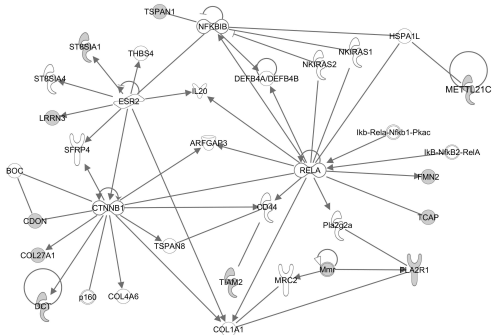 TSPAN1
NFKBIB
ST8SIA1
THBS4
NKIRAS1
HSPA1L
NKIRAS2
ST8SIA4
DEFB4A/DEFB4B
METTL21C
IL20
ESR2
LRRN3
Ikb-Rela-Nfkb1-Pkac
SFRP4
ARFGAP3
IkB-NfkB2-RelA
BOC
RELA
FMN2
CD44
CTNNB1
TCAP
CDON
Pla2g2a
TSPAN8
COL27A1
Mmr
PLA2R1
TIAM2
MRC2
p160
COL4A6
DCT
COL1A1